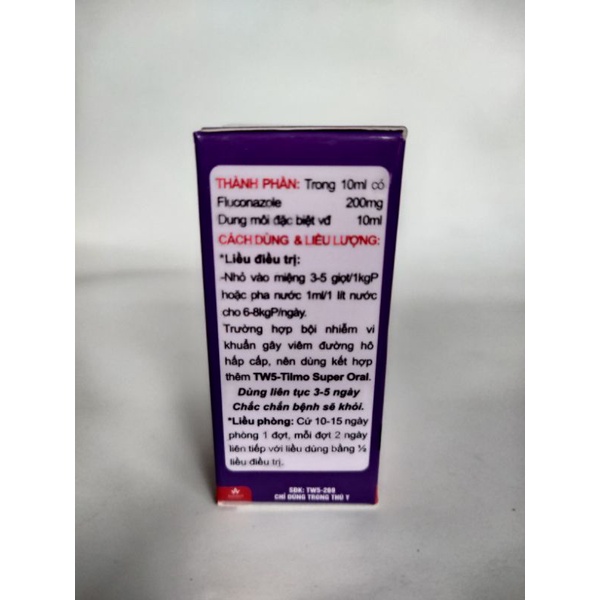 THÀNH PHẦN: Trong 10ml có
Fluconazole 200mg
Dung môi đặc biệt vđ 10ml
CÁCH DÙNG & LIỀU LƯỢNG:
*Liều điều trị:
-Nhỏ vào miệng 3-5 giọt/1kgP
hoặc pha nước 1ml/1 lít nước
cho 6-8kgP/ngày.
Trường hợp bội nhiễm vi
khuẩn gây viêm đường hô
hấp cấp, nên dùng kết hợp
thêm TW5-Tilmo Super Oral.
Dùng liên tục 3-5 ngày
Chắc chắn bệnh sẽ khỏi.
*Liều phòng: Cứ 10-15 ngày
phòng 1 đợt, mỗi đợt 2 ngày
liên tiếp với liều dùng bằng ½
liều điều trị.
SĐK: TW5-269
CHỈ DÙNG TRONG THÚ Y